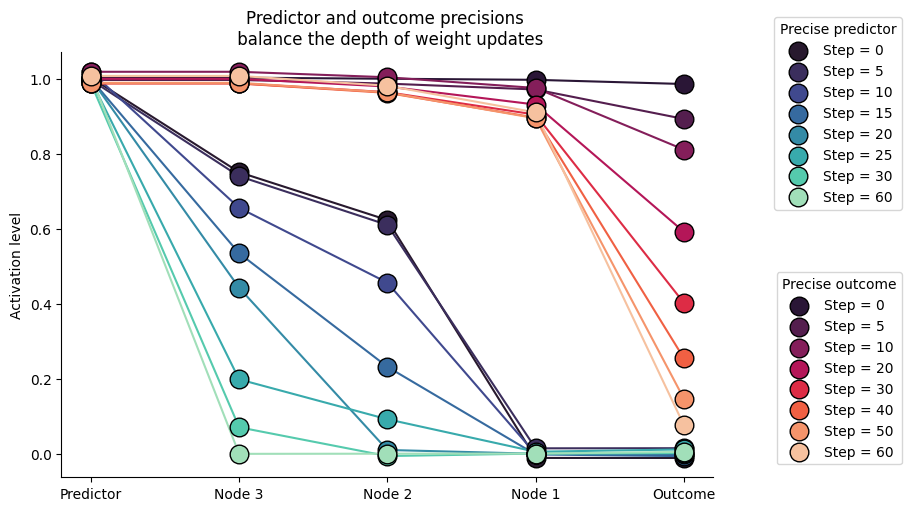 Predictor and outcome precisions
balance the depth of weight updates
Activation level
1.0
0.8
0.6
0.4
0.2
0.0
Predictor
Node 3
Node 2
Node 1
Outcome
Precise predictor
Step = 0
Step = 5
Step = 10
Step = 15
Step = 20
Step = 25
Step = 30
Step = 60
Precise outcome
Step = 0
Step = 5
Step = 10
Step = 20
Step = 30
Step = 40
Step = 50
Step = 60